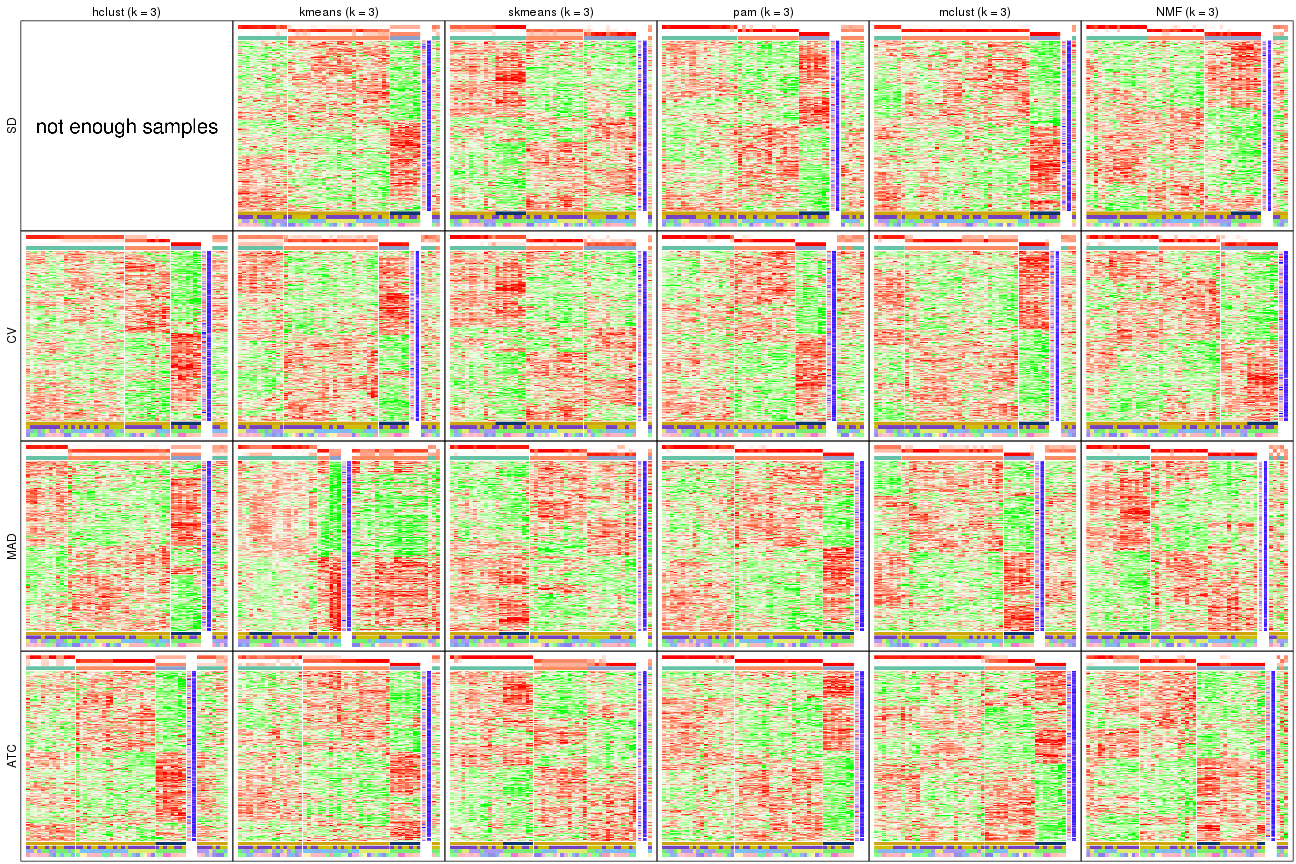 hclust (k = 3) kmeans (k = 3) skmeans (k = 3) pam (k = 3) mclust (k = 3) NMF (k = 3)
SD
not enough samples
CV
MAD
ATC